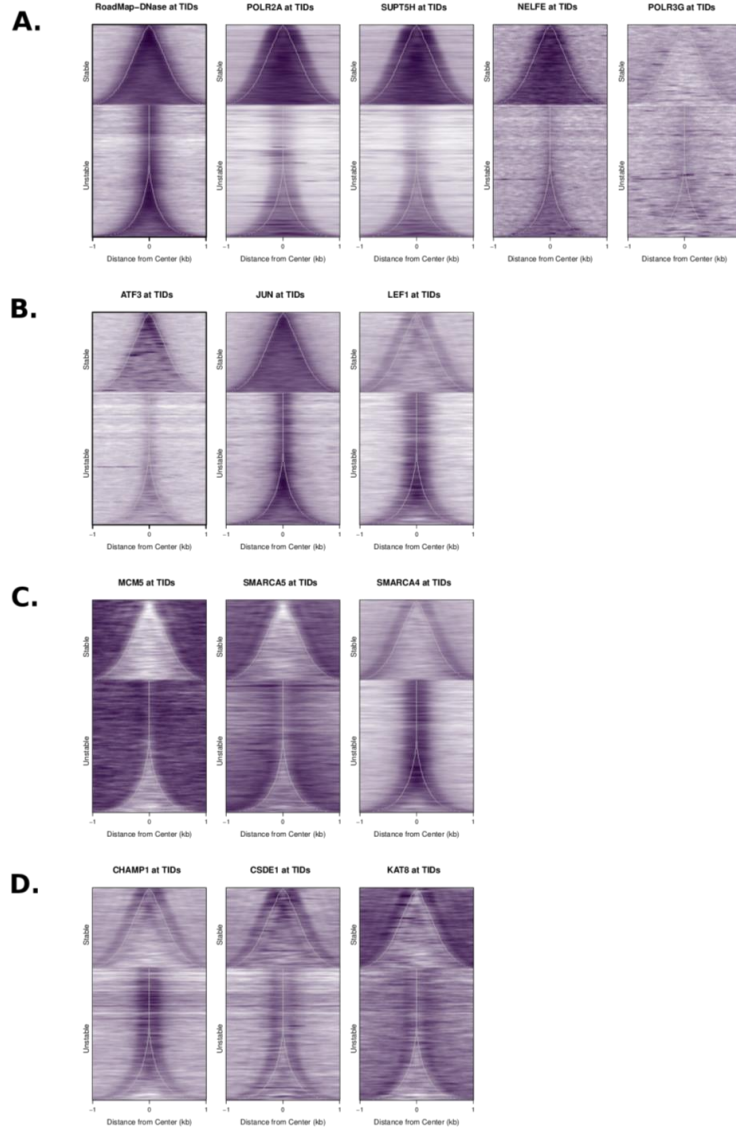 A.
RoadMap−DNase at TIDs POLR2A at TIDs SUPT5H at TIDs NELFE at TIDs POLR3G at TIDs
Stable Stable Stable Stable Stable
Unstable Unstable Unstable Unstable Unstable
−1 0 1 −1 0 1 −1 0 1 −1 0 1 −1 0 1
Distance from Center (kb) Distance from Center (kb) Distance from Center (kb) Distance from Center (kb) Distance from Center (kb)
B.
ATF3 at TIDs JUN at TIDs LEF1 at TIDs
Stable Stable Stable
Unstable Unstable Unstable
−1 0 1 −1 0 1 −1 0 1
Distance from Center (kb) Distance from Center (kb) Distance from Center (kb)
C.
MCM5 at TIDs SMARCA5 at TIDs SMARCA4 at TIDs
Stable Stable Stable
Unstable Unstable Unstable
−1 0 1 −1 0 1 −1 0 1
Distance from Center (kb) Distance from Center (kb) Distance from Center (kb)
D.
CHAMP1 at TIDs CSDE1 at TIDs KAT8 at TIDs
Stable Stable Stable
Unstable Unstable Unstable
−1 0 1 −1 0 1 −1 0 1
Distance from Center (kb) Distance from Center (kb) Distance from Center (kb)